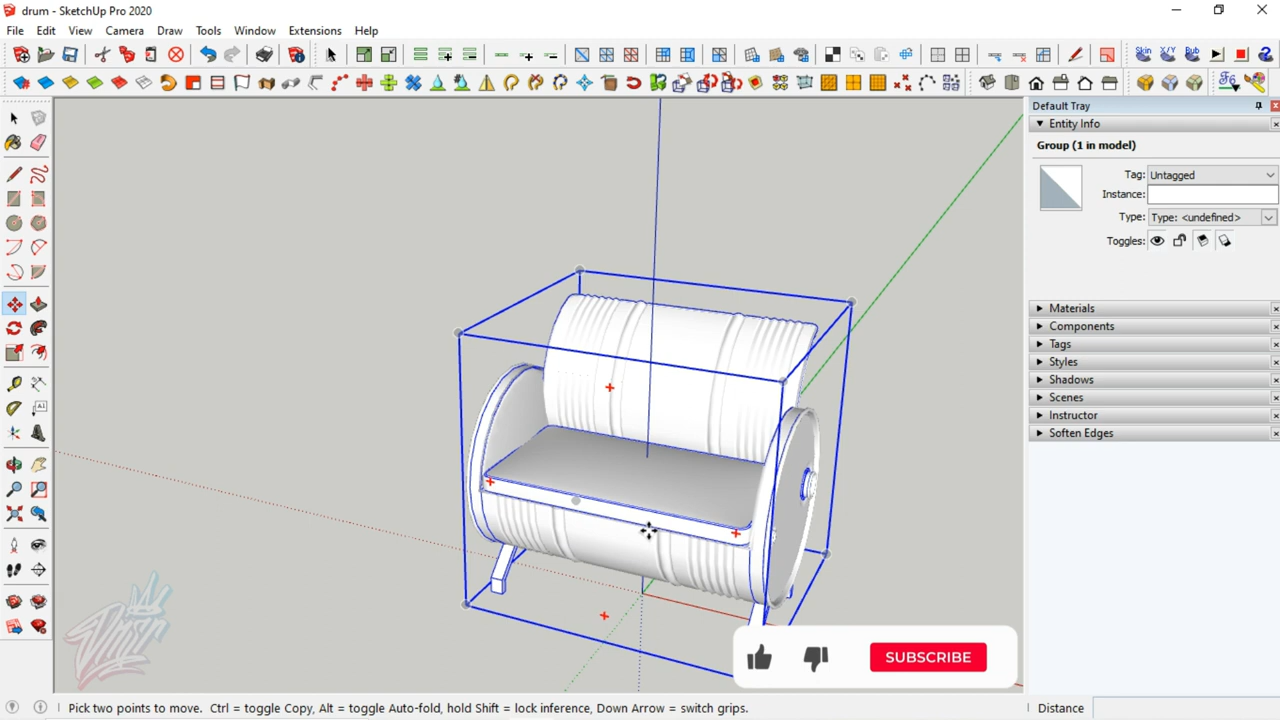 drum - SketchUp Pro 2020
File Edit View Camera Draw Tools Window Extensions Help
Skin X/Y Bub
Default Tray
Entity Info
Group (1 in model)
Tag: Untagged
Instance:
Type: Type: <undefined>
Toggles:
Materials
Components
Tags
Styles
Shadows
Scenes
Instructor
Soften Edges
SUBSCRIBE
Pick two points to move. Ctrl = toggle Copy, Alt = toggle Auto-fold, hold Shift = lock inference, Down Arrow = switch grips.
Distance